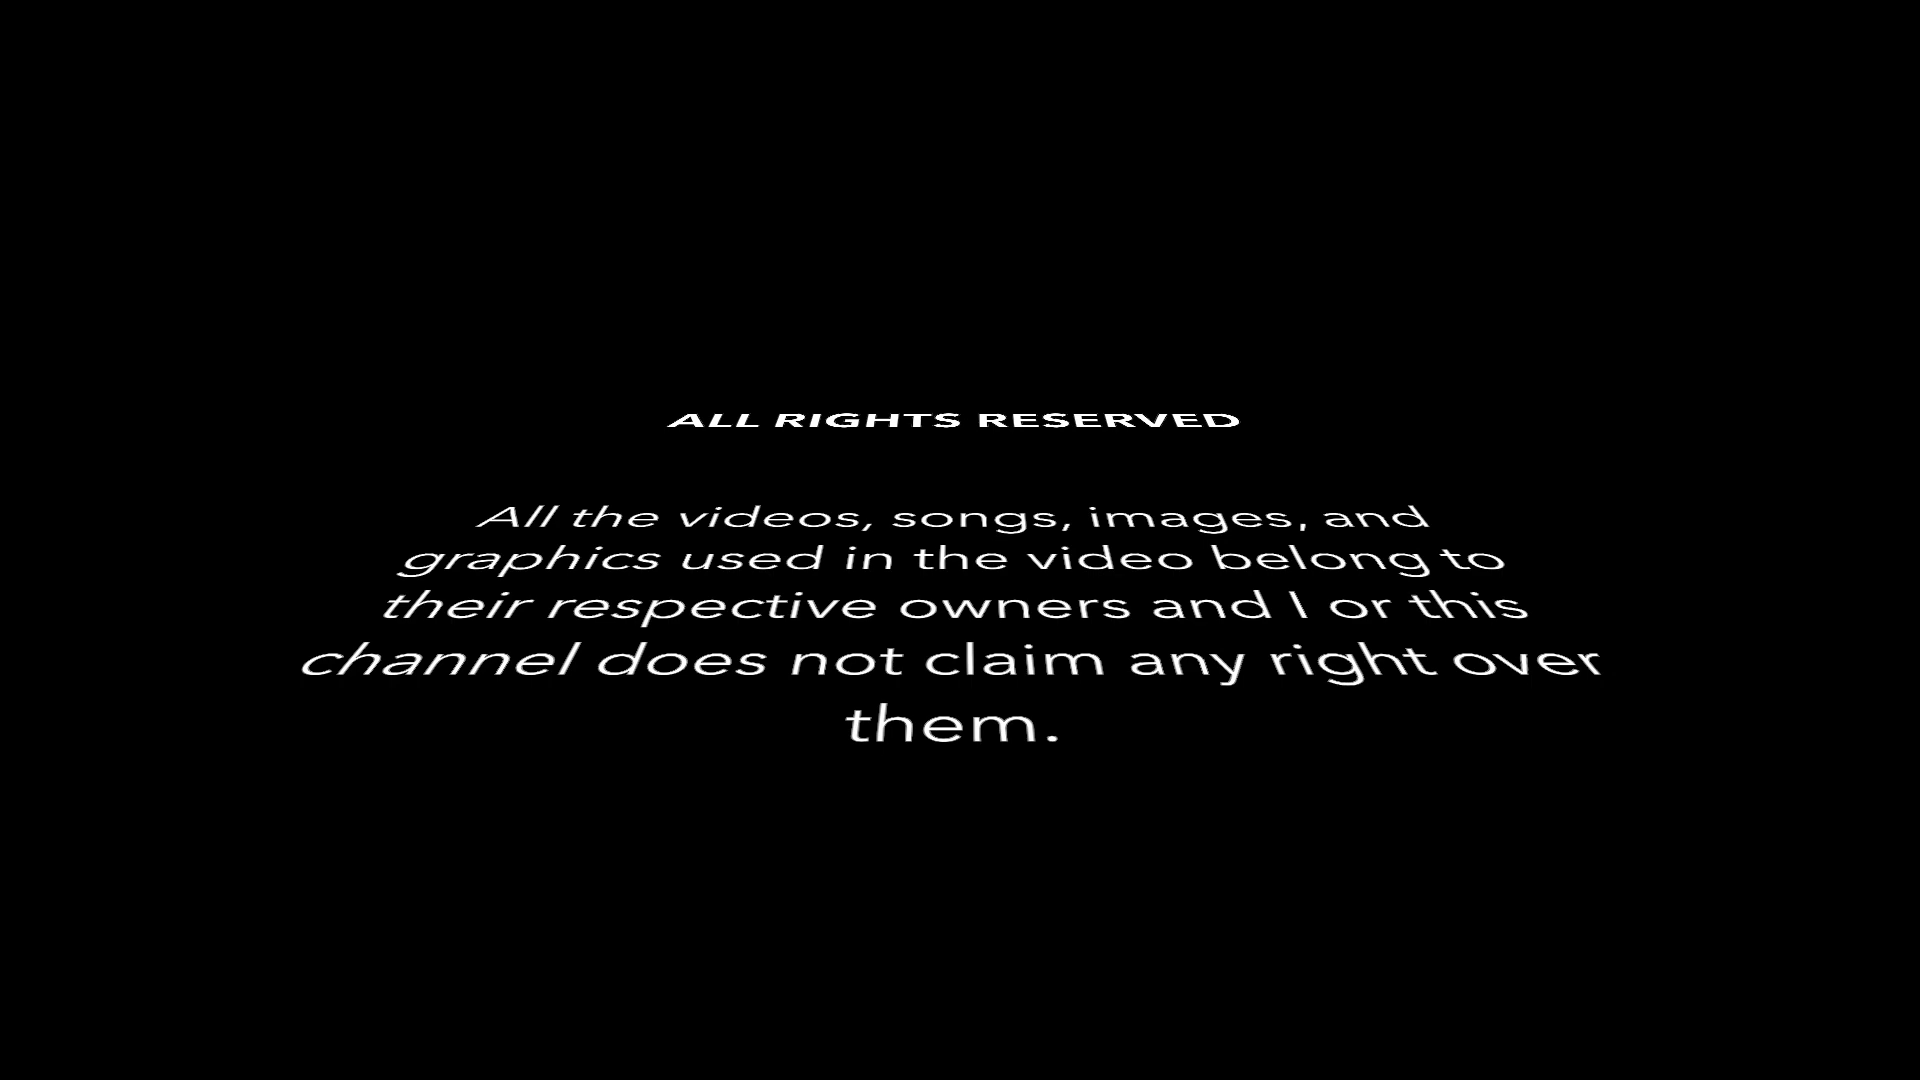 ALL RIGHTS RESERVED
All the videos, songs, images, and
graphics used in the video belong to
their respective owners and I or this
channel does not claim any right over
them.